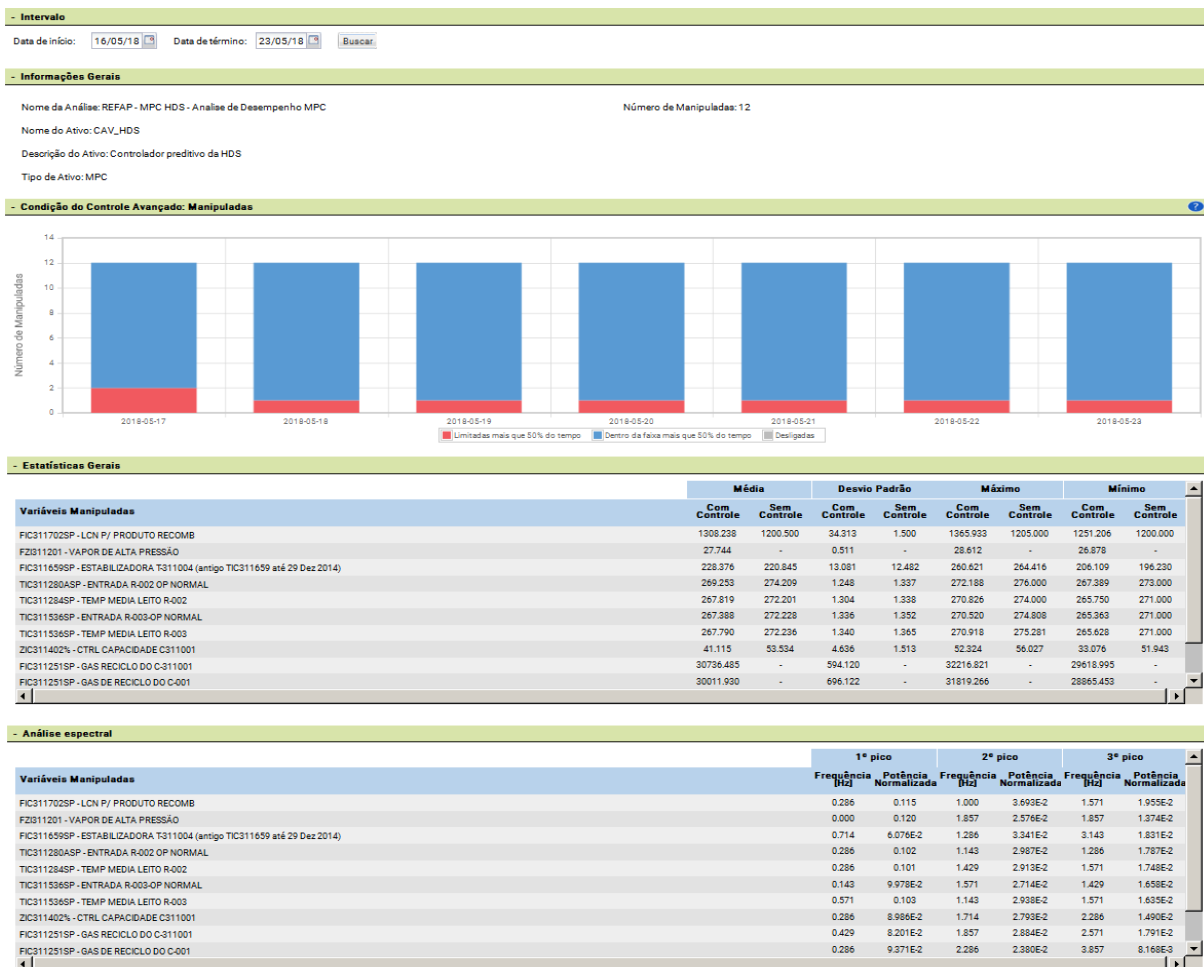 - Intervalo
Data de início: 16/05/18 Data de término: 23/05/18 Buscar
- Informações Gerais
Nome da Análise: REFAP - MPC HDS - Analise de Desempenho MPC Número de Manipuladas: 12
Nome do Ativo: CAV_HDS
Descrição do Ativo: Controlador preditivo da HDS
Tipo de Ativo: MPC
- Condição do Controle Avançado: Manipuladas ?
Número de Manipuladas
14
12
10
8
6
4
2
0
2018-05-17 2018-05-18 2018-05-19 2018-05-20 2018-05-21 2018-05-22 2018-05-23
Limitadas mais que 50% do tempo Dentro da faixa mais que 50% do tempo Desligadas
- Estatísticas Gerais
Média Desvio Padrão Máximo Mínimo
Variáveis Manipuladas Com Controle Sem Controle Com Controle Sem Controle Com Controle Sem Controle Com Controle Sem Controle
FIC311702SP - LCN P/ PRODUTO RECOMB 1308.238 1200.500 34.313 1.500 1365.933 1205.000 1251.206 1200.000
FZI311201 - VAPOR DE ALTA PRESSÃO 27.744 - 0.511 - 28.612 - 26.878 -
FIC311659SP - ESTABILIZADORA T-311004 (antigo TIC311659 até 29 Dez 2014) 228.376 220.845 13.081 12.482 260.621 264.416 206.109 196.230
TIC311280ASP - ENTRADA R-002 OP NORMAL 269.253 274.209 1.248 1.337 272.188 276.000 267.389 273.000
TIC311284SP - TEMP MEDIA LEITO R-002 267.819 272.201 1.304 1.338 270.826 274.000 265.750 271.000
TIC311536SP - ENTRADA R-003-OP NORMAL 267.388 272.228 1.336 1.352 270.520 274.808 265.363 271.000
TIC311536SP - TEMP MEDIA LEITO R-003 267.790 272.236 1.340 1.365 270.918 275.281 265.628 271.000
ZIC311402% - CTRL CAPACIDADE C311001 41.115 53.534 4.636 1.513 52.324 56.027 33.076 51.943
FIC311251SP - GAS RECICLO DO C-311001 30736.485 - 594.120 - 32216.821 - 29618.995 -
FIC311251SP - GAS DE RECICLO DO C-001 30011.930 - 696.122 - 31819.266 - 28865.453 -
- Análise espectral
1º pico 2º pico 3º pico
Variáveis Manipuladas Frequência [Hz] Potência Normalizada Frequência [Hz] Potência Normalizada Frequência [Hz] Potência Normalizada
FIC311702SP - LCN P/ PRODUTO RECOMB 0.286 0.115 1.000 3.693E-2 1.571 1.955E-2
FZI311201 - VAPOR DE ALTA PRESSÃO 0.000 0.120 1.857 2.576E-2 1.857 1.374E-2
FIC311659SP - ESTABILIZADORA T-311004 (antigo TIC311659 até 29 Dez 2014) 0.714 6.076E-2 1.286 3.341E-2 3.143 1.831E-2
TIC311280ASP - ENTRADA R-002 OP NORMAL 0.286 0.102 1.143 2.987E-2 1.286 1.787E-2
TIC311284SP - TEMP MEDIA LEITO R-002 0.286 0.101 1.429 2.913E-2 1.571 1.748E-2
TIC311536SP - ENTRADA R-003-OP NORMAL 0.143 9.978E-2 1.571 2.714E-2 1.429 1.658E-2
TIC311536SP - TEMP MEDIA LEITO R-003 0.571 0.103 1.143 2.938E-2 1.571 1.635E-2
ZIC311402% - CTRL CAPACIDADE C311001 0.286 8.986E-2 1.714 2.793E-2 2.286 1.490E-2
FIC311251SP - GAS RECICLO DO C-311001 0.429 8.201E-2 1.857 2.884E-2 2.571 1.791E-2
FIC311251SP - GAS DE RECICLO DO C-001 0.286 9.371E-2 2.286 2.380E-2 3.857 8.168E-3